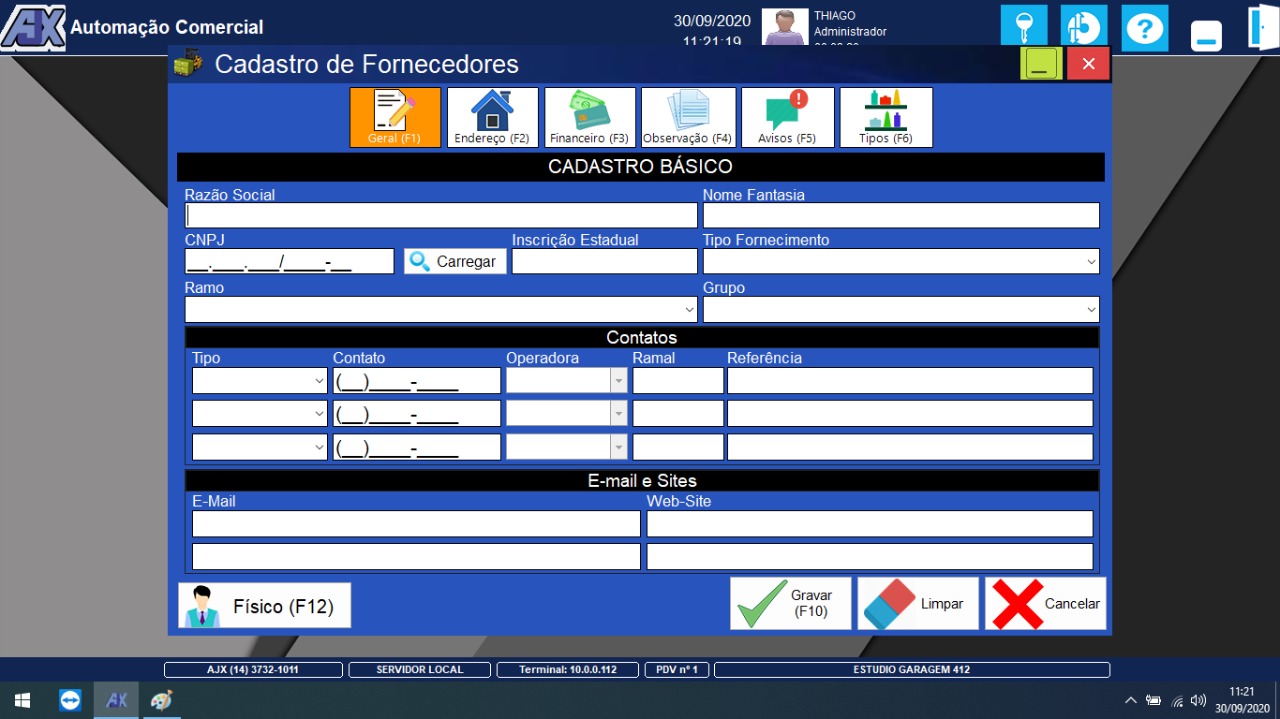 AX Automação Comercial
30/09/2020
11:21:19
THIAGO
Administrador
Cadastro de Fornecedores
Geral (F1) Endereço (F2) Financeiro (F3) Observação (F4) Avisos (F5) Tipos (F6)
CADASTRO BÁSICO
Razão Social Nome Fantasia
CNPJ Inscrição Estadual Tipo Fornecimento
__.___.___/____-__ Carregar
Ramo Grupo
Contatos
Tipo Contato Operadora Ramal Referência
(__)____-____
(__)____-____
(__)____-____
E-mail e Sites
E-Mail Web-Site
Físico (F12) Gravar (F10) Limpar Cancelar
AJX (14) 3732-1011 SERVIDOR LOCAL Terminal: 10.0.0.112 PDV nº 1 ESTUDIO GARAGEM 412
AX
11:21
30/09/2020